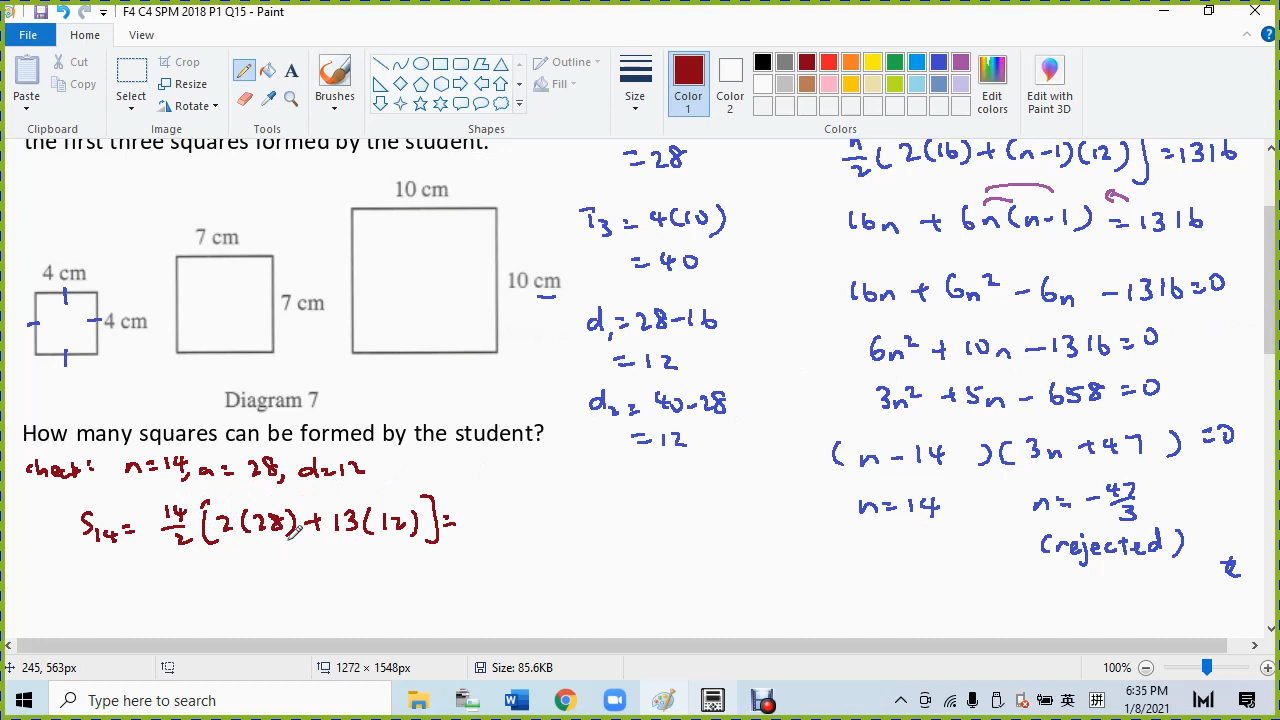 F4 C4 SPM 2018 P1 Q15 - Paint
File
Home
View
Paste
Cut
Copy
Clipboard
Select
Crop
Resize
Rotate
Image
Tools
Brushes
Shapes
Outline
Fill
Size
Color 1
Color 2
Edit colors
Colors
Edit with Paint 3D
the first three squares formed by the student.
4 cm
4 cm
7 cm
7 cm
10 cm
10 cm
Diagram 7
How many squares can be formed by the student?
check: n=14, a=28, d=12
S14 = 14/2 [2(28)+13(12)] =
= 28
T3 = 4(10)
= 40
d1 = 28-16
= 12
d2 = 40-28
= 12
n/2 [2(16)+(n-1)(12)] = 1316
16n + 6n(n-1) = 1316
16n + 6n² - 6n - 1316 = 0
6n² + 10n - 1316 = 0
3n² + 5n - 658 = 0
(n-14)(3n+47) = 0
n = 14
n = -47/3
(rejected)
245, 563px
1272 × 1548px
Size: 85.6KB
100%
Type here to search
英
拼
6:35 PM
1/8/2021